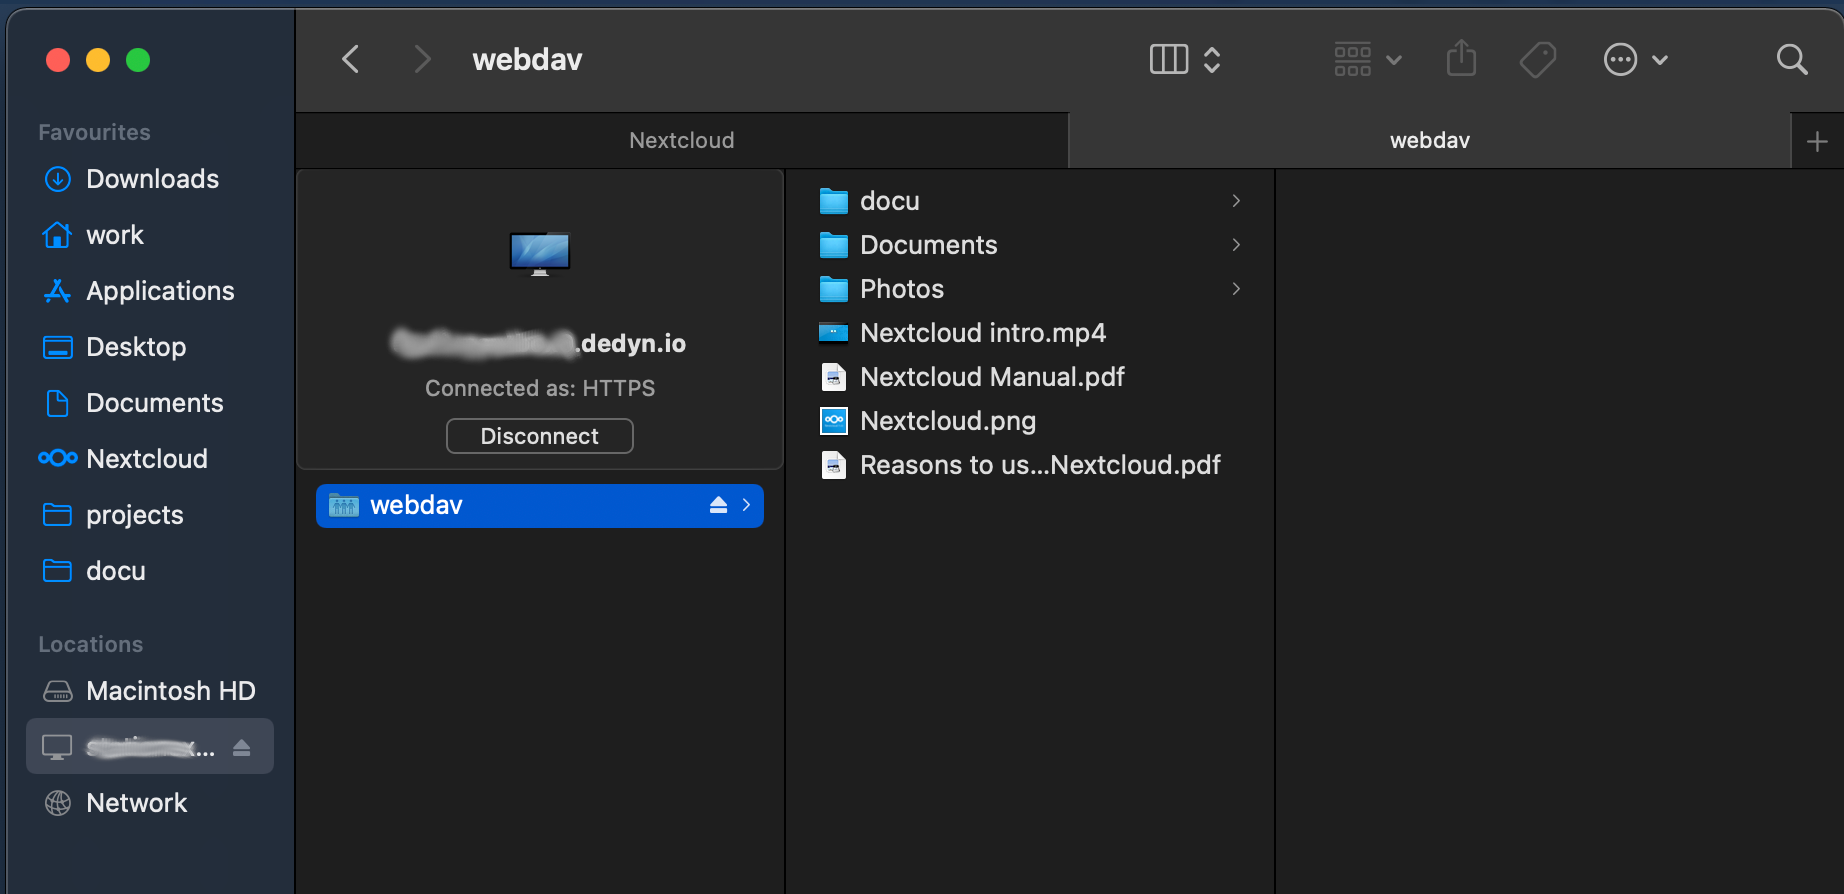 Favourites
Downloads
work
Applications
Desktop
Documents
Nextcloud
projects
docu
Locations
Macintosh HD
...
Network
webdav
Nextcloud
webdav
.dedyn.io
Connected as: HTTPS
Disconnect
webdav
docu
Documents
Photos
Nextcloud intro.mp4
Nextcloud Manual.pdf
Nextcloud.png
Reasons to us...Nextcloud.pdf